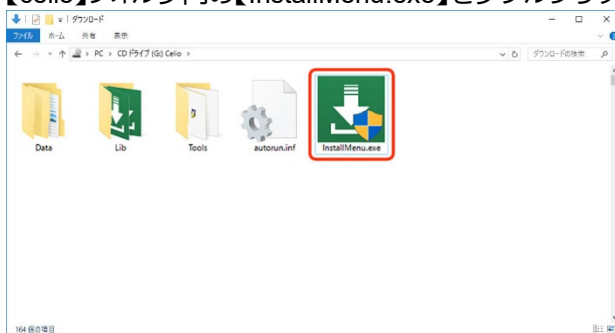 【celio】フォルダ内の【InstallMenu.exe】をダブルクリック
ダウンロード
ファイル ホーム 共有 表示
PC > CD ドライブ (G:) Celio >
ダウンロードの検索
Data Lib Tools autorun.inf InstallMenu.exe
164 個の項目